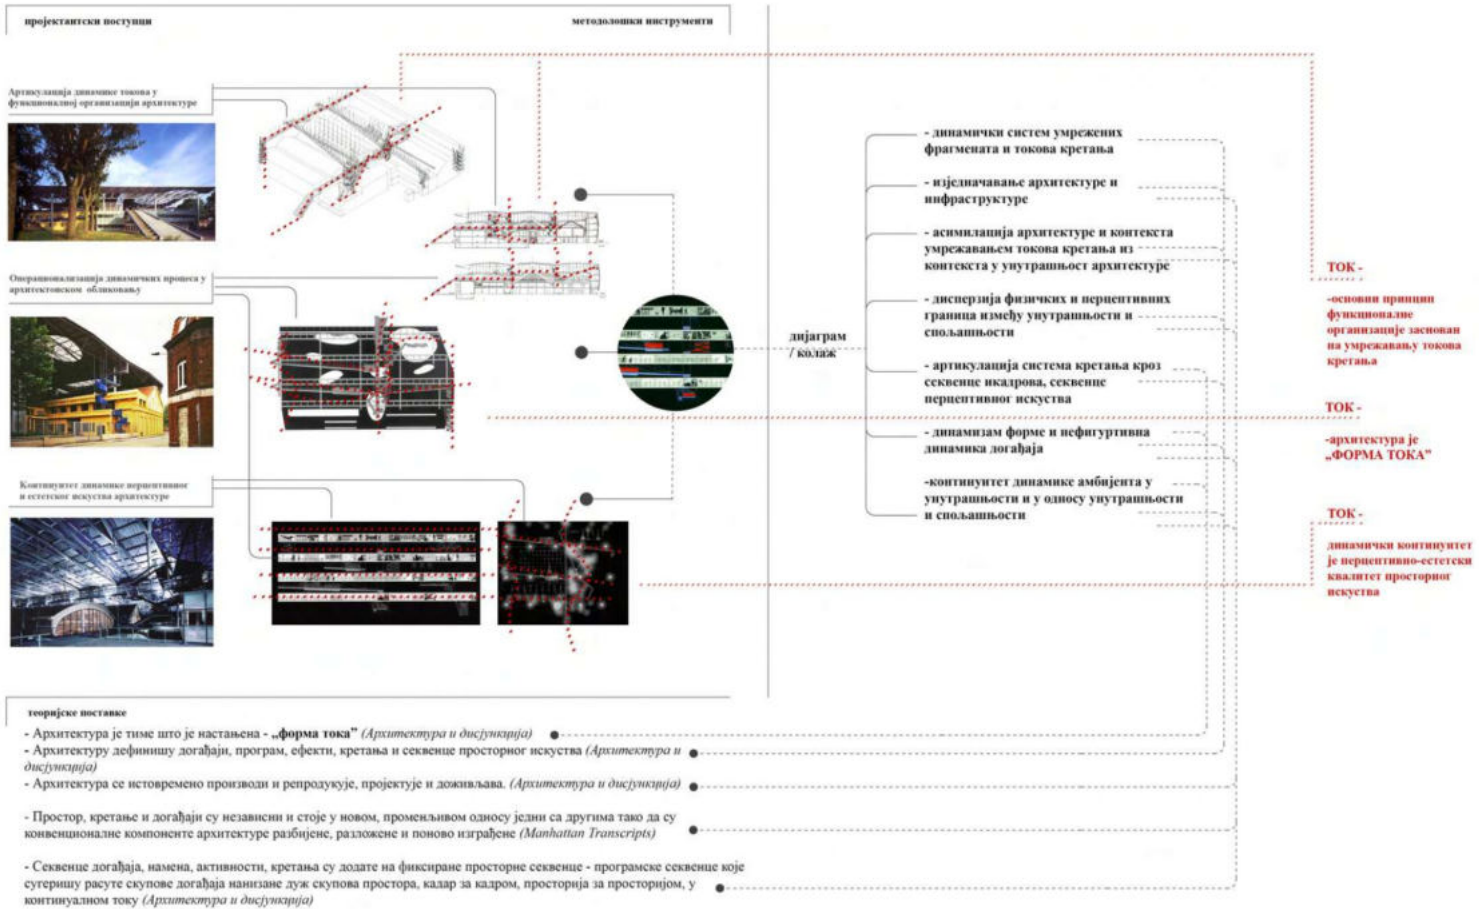 пројектантски поступци
методолошки инструменти
Артикулација динамике токова у
функционалној организацији архитектуре
Операционализација динамичких процеса у
архитектонском обликовању
Континуитет динамике перцептивног
и естетског искуства архитектуре
дијаграм
/ колаж
- динамички систем умрежених
фрагмената и токова кретања
- изједначавање архитектуре и
инфраструктуре
- асимилација архитектуре и контекста
умрежавањем токова кретања из
контекста у унутрашњост архитектуре
- дисперзија физичких и перцептивних
граница између унутрашњости и
спољашњости
- артикулација система кретања кроз
секвенце икадрова, секвенце
перцептивног искуства
- динамизам форме и нефигуртивна
динамика догађаја
-континуитет динамике амбијента у
унутрашњости и у односу унутрашњости
и спољашњости
ТОК -
-основни принцип
функционалне
организације заснован
на умрежавању токова
кретања
ТОК -
-архитектура је
„ФОРМА ТОКА”
ТОК -
динамички континуитет
је перцептивно-естетски
квалитет просторног
искуства
теоријске поставке
- Архитектура је тиме што је настањена - „форма тока” (Архитектура и дисјункција)
- Архитектуру дефинишу догађаји, програм, ефекти, кретања и секвенце просторног искуства (Архитектура и
дисјункција)
- Архитектура се истовремено производи и репродукује, пројектује и доживљава. (Архитектура и дисјункција)
- Простор, кретање и догађаји су независни и стоје у новом, променљивом односу једни са другима тако да су
конвенционалне компоненте архитектуре разбијене, разложене и поново изграђене (Manhattan Transcripts)
- Секвенце догађаја, намена, активности, кретања су додате на фиксиране просторне секвенце - програмске секвенце које
сугеришу расуте скупове догађаја нанизане дуж скупова простора, кадар за кадром, просторија за просторијом, у
континуалном току (Архитектура и дисјункција)